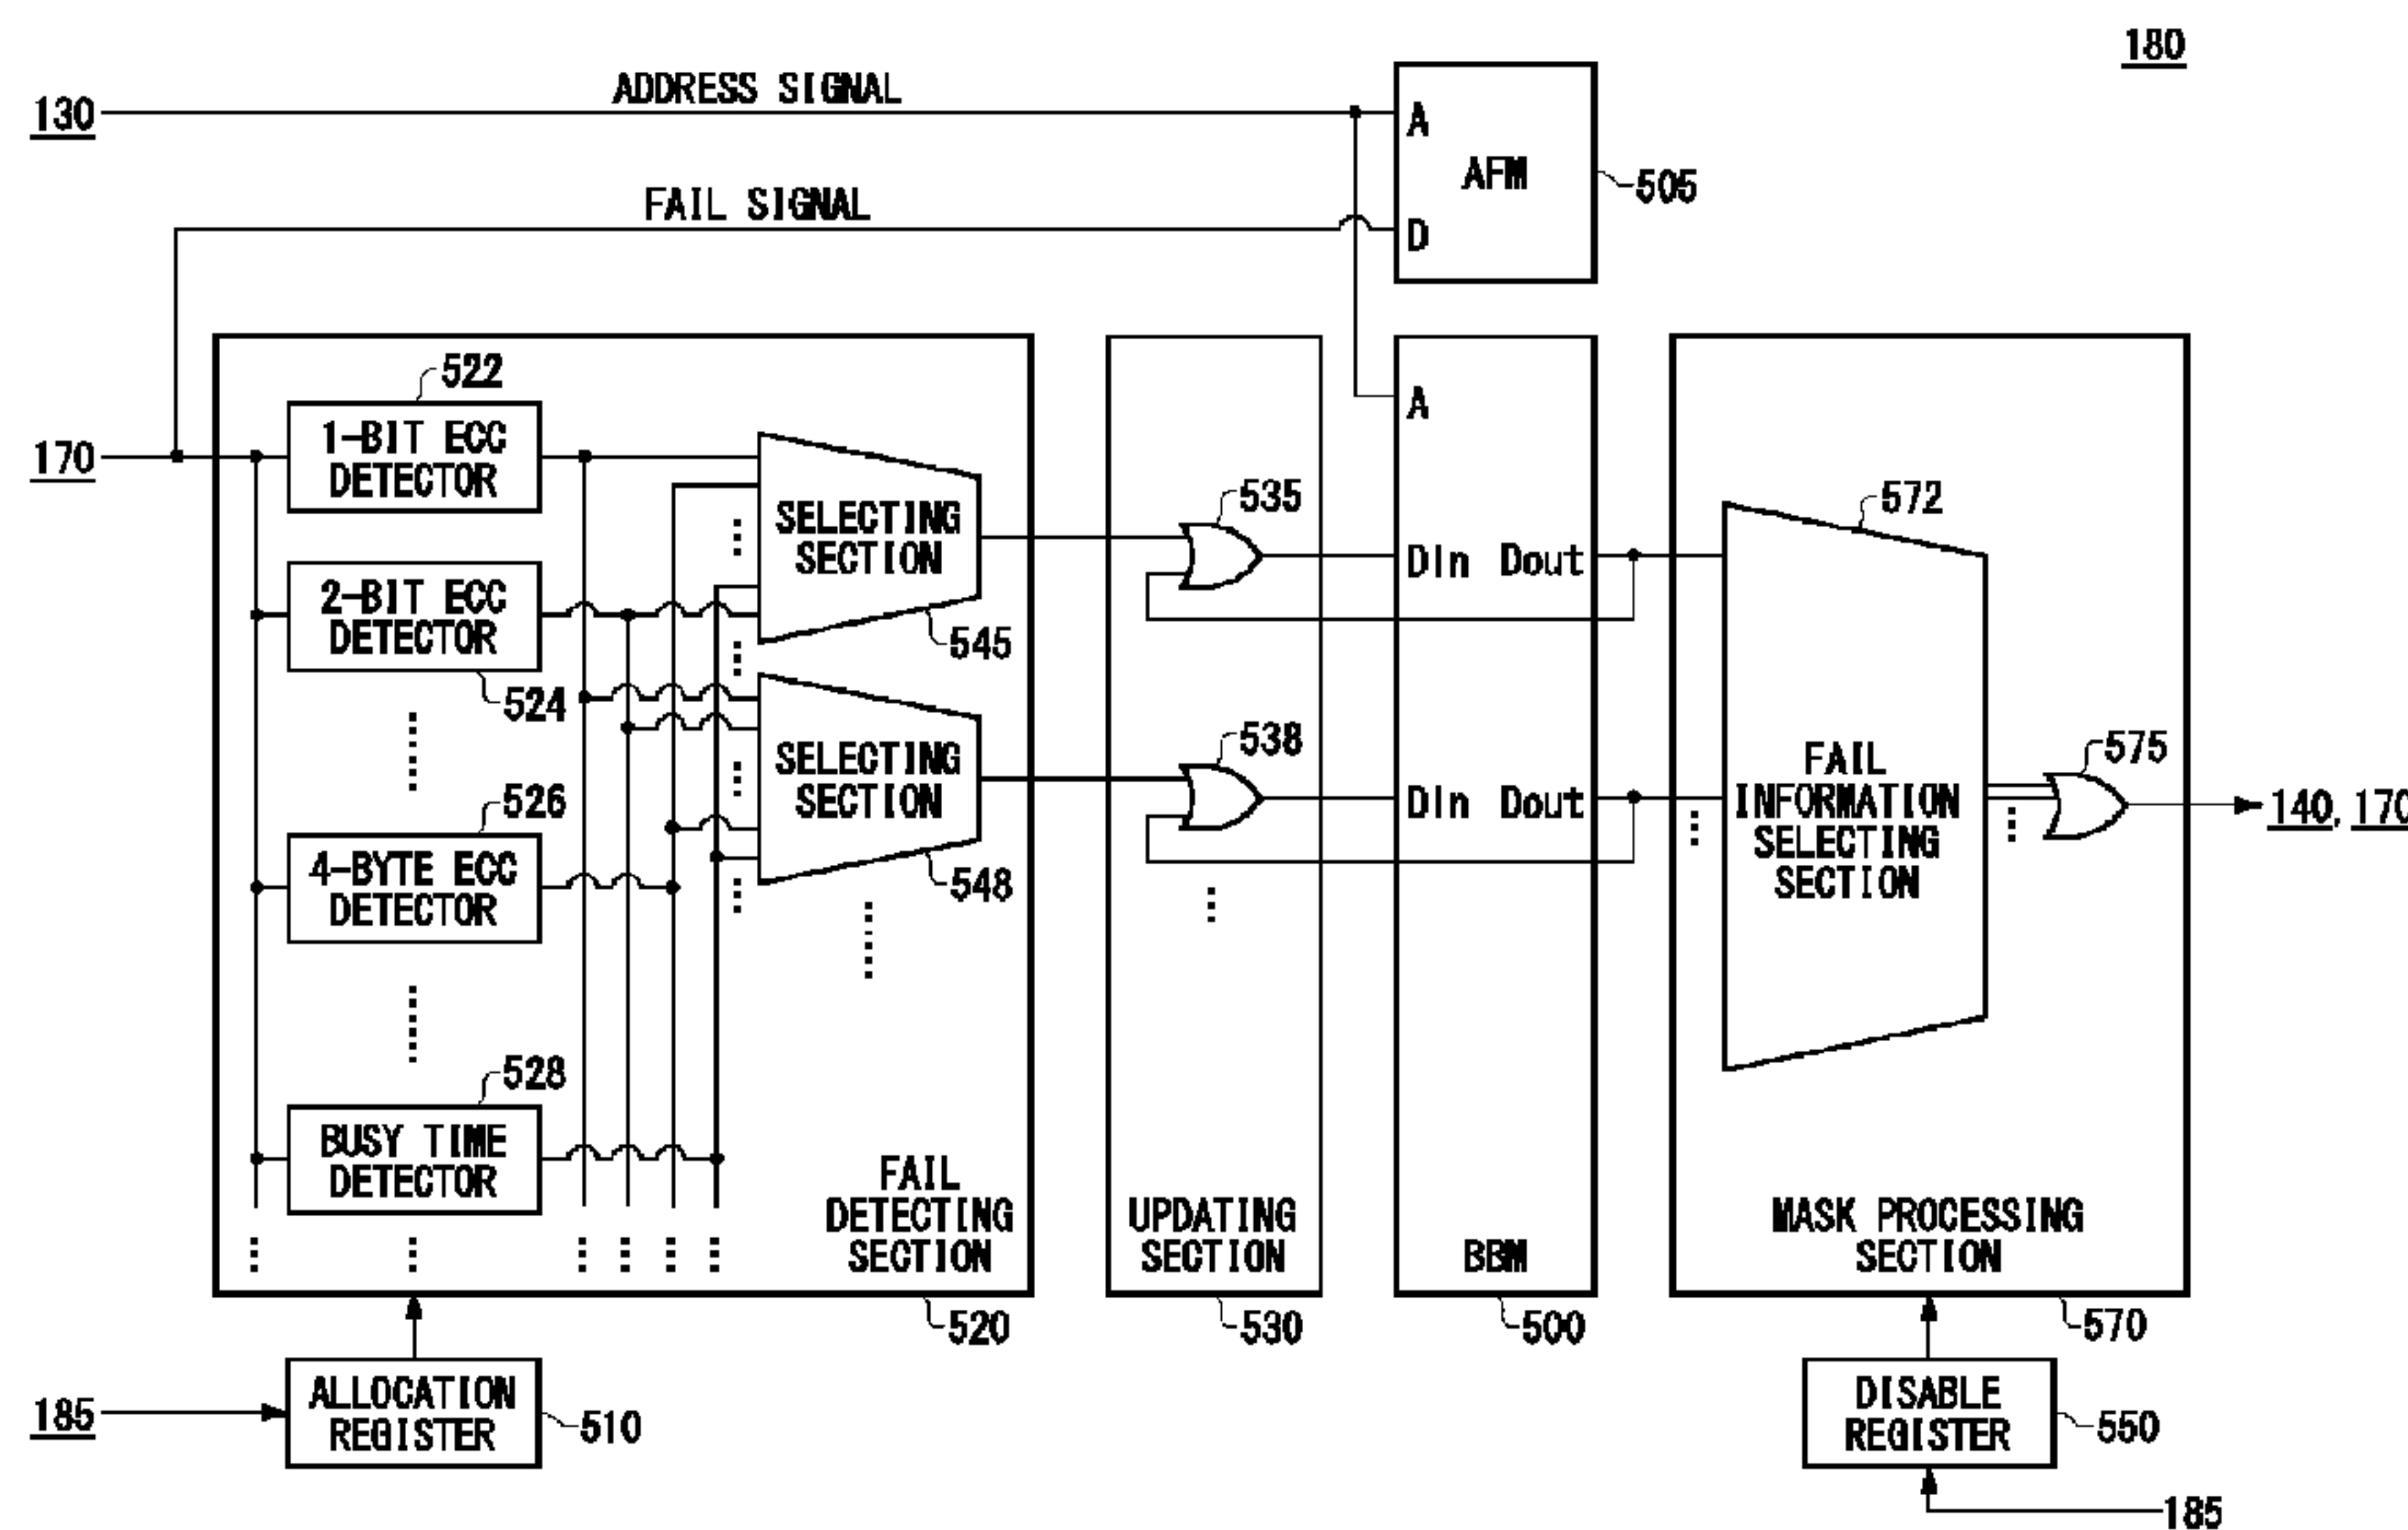 180
ADDRESS SIGNAL
130
A
AFM
505
FAIL SIGNAL
D
522
1-BIT ECC
DETECTOR
170
A
SELECTING
SECTION
545
535
DIn Dout
572
2-BIT ECC
DETECTOR
524
SELECTING
SECTION
548
538
DIn Dout
FAIL
INFORMATION
SELECTING
SECTION
575
140, 170
526
4-BYTE ECC
DETECTOR
528
BUSY TIME
DETECTOR
FAIL
DETECTING
SECTION
520
UPDATING
SECTION
530
BBM
500
MASK PROCESSING
SECTION
570
185
ALLOCATION
REGISTER
510
DISABLE
REGISTER
550
185